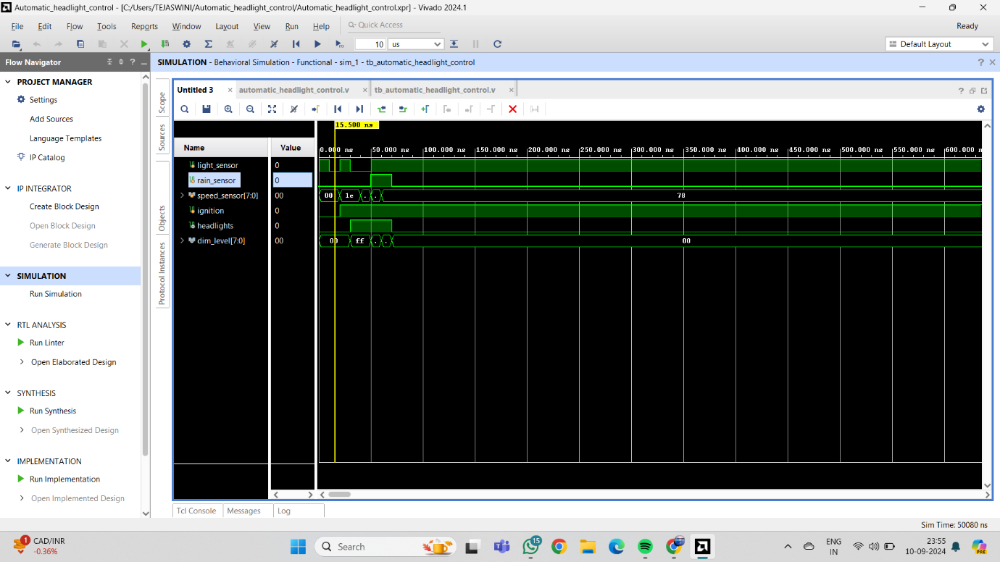 Automatic_headlight_control - [C:/Users/TEJASWINI/Automatic_headlight_control/Automatic_headlight_control.xpr] - Vivado 2024.1
File Edit Flow Tools Reports Window Layout View Run Help Quick Access Ready
10 us Default Layout
Flow Navigator
SIMULATION - Behavioral Simulation - Functional - sim_1 - tb_automatic_headlight_control
PROJECT MANAGER
Settings
Add Sources
Language Templates
IP Catalog
IP INTEGRATOR
Create Block Design
Open Block Design
Generate Block Design
SIMULATION
Run Simulation
RTL ANALYSIS
Run Linter
Open Elaborated Design
SYNTHESIS
Run Synthesis
Open Synthesized Design
IMPLEMENTATION
Run Implementation
Open Implemented Design
Scope
Sources
Objects
Protocol Instances
Untitled 3 automatic_headlight_control.v tb_automatic_headlight_control.v
15.500 ns
Name Value 0.000 ns 50.000 ns 100.000 ns 150.000 ns 200.000 ns 250.000 ns 300.000 ns 350.000 ns 400.000 ns 450.000 ns 500.000 ns 550.000 ns 600.000 n
light_sensor 0
rain_sensor 0
speed_sensor[7:0] 00 00 1e . . 78
ignition 0
headlights 0
dim_level[7:0] 00 00 ff . . 00
Tcl Console Messages Log
Sim Time: 50080 ns
1 CAD/INR
-0.36%
Search
15
ENG
IN
23:55
10-09-2024
PRE